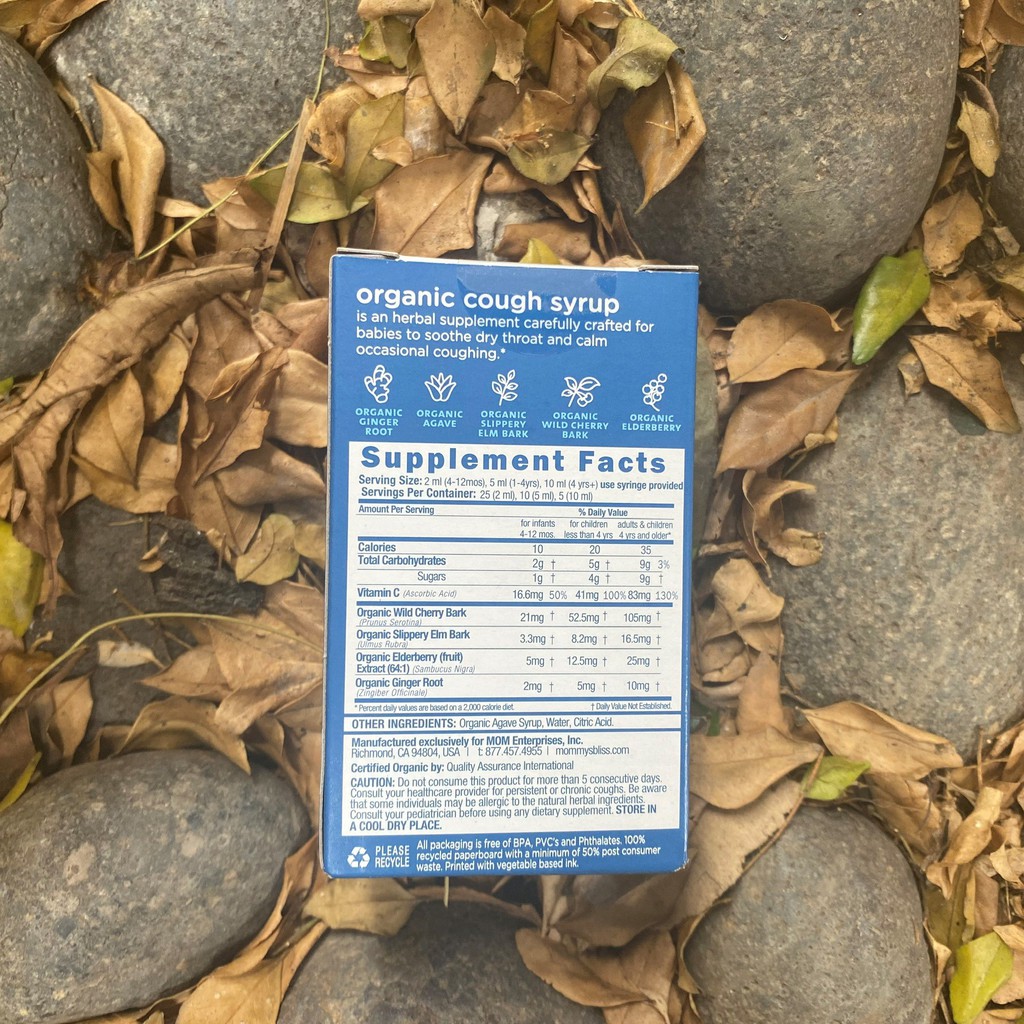 organic cough syrup
is an herbal supplement carefully crafted for
babies to soothe dry throat and calm
occasional coughing.*
ORGANIC GINGER ROOT
ORGANIC AGAVE
ORGANIC SLIPPERY ELM BARK
ORGANIC WILD CHERRY BARK
ORGANIC ELDERBERRY
Supplement Facts
Serving Size: 2 ml (4-12mos), 5 ml (1-4yrs), 10 ml (4 yrs+) use syringe provided
Servings Per Container: 25 (2 ml), 10 (5 ml), 5 (10 ml)
Amount Per Serving % Daily Value
for infants for children adults & children
4-12 mos. less than 4 yrs 4 yrs and older*
Calories 10 20 35
Total Carbohydrates 2g † 5g † 9g 3%
Sugars 1g † 4g † 9g †
Vitamin C (Ascorbic Acid) 16.6mg 50% 41mg 100% 83mg 130%
Organic Wild Cherry Bark 21mg † 52.5mg † 105mg †
(Prunus Serotina)
Organic Slippery Elm Bark 3.3mg † 8.2mg † 16.5mg †
(Ulmus Rubra)
Organic Elderberry (fruit) 5mg † 12.5mg † 25mg †
Extract (64:1) (Sambucus Nigra)
Organic Ginger Root 2mg † 5mg † 10mg †
(Zingiber Officinale)
* Percent daily values are based on a 2,000 calorie diet. † Daily Value Not Established.
OTHER INGREDIENTS: Organic Agave Syrup, Water, Citric Acid.
Manufactured exclusively for MOM Enterprises, Inc.
Richmond, CA 94804, USA | t: 877.457.4955 | mommysbliss.com
Certified Organic by: Quality Assurance International
CAUTION: Do not consume this product for more than 5 consecutive days.
Consult your healthcare provider for persistent or chronic coughs. Be aware
that some individuals may be allergic to the natural herbal ingredients.
Consult your pediatrician before using any dietary supplement. STORE IN
A COOL DRY PLACE.
PLEASE RECYCLE
All packaging is free of BPA, PVC's and Phthalates. 100%
recycled paperboard with a minimum of 50% post consumer
waste. Printed with vegetable based ink.